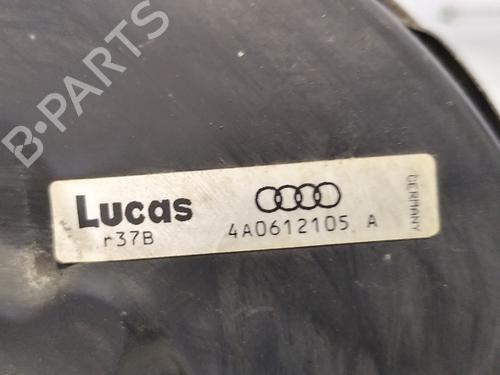 B-PARTS
Lucas
r37B
4A0612105 A
GERMANY